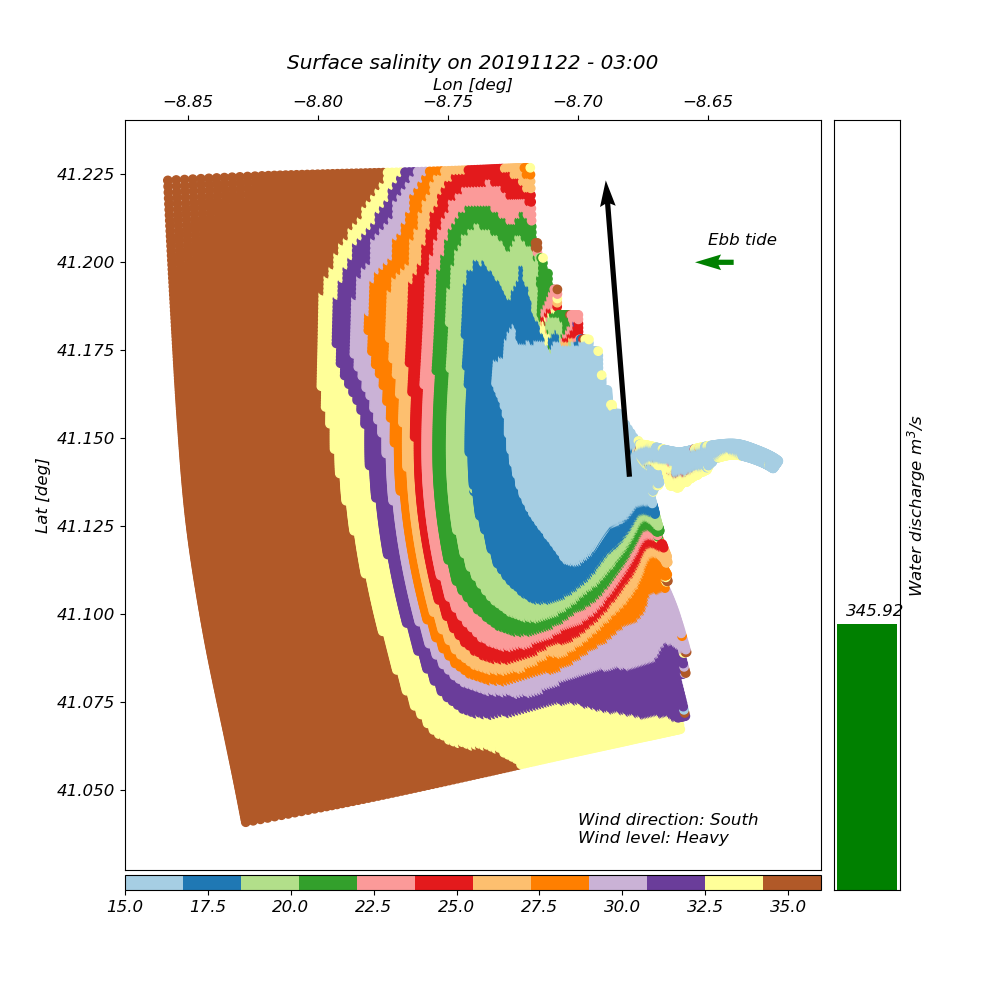 Surface salinity on 20191122 - 03:00
Lon [deg]
−8.85 −8.80 −8.75 −8.70 −8.65
41.225
41.200
41.175
41.150
41.125
41.100
41.075
41.050
Lat [deg]
Ebb tide
Wind direction: South
Wind level: Heavy
345.92
Water discharge m³/s
15.0 17.5 20.0 22.5 25.0 27.5 30.0 32.5 35.0